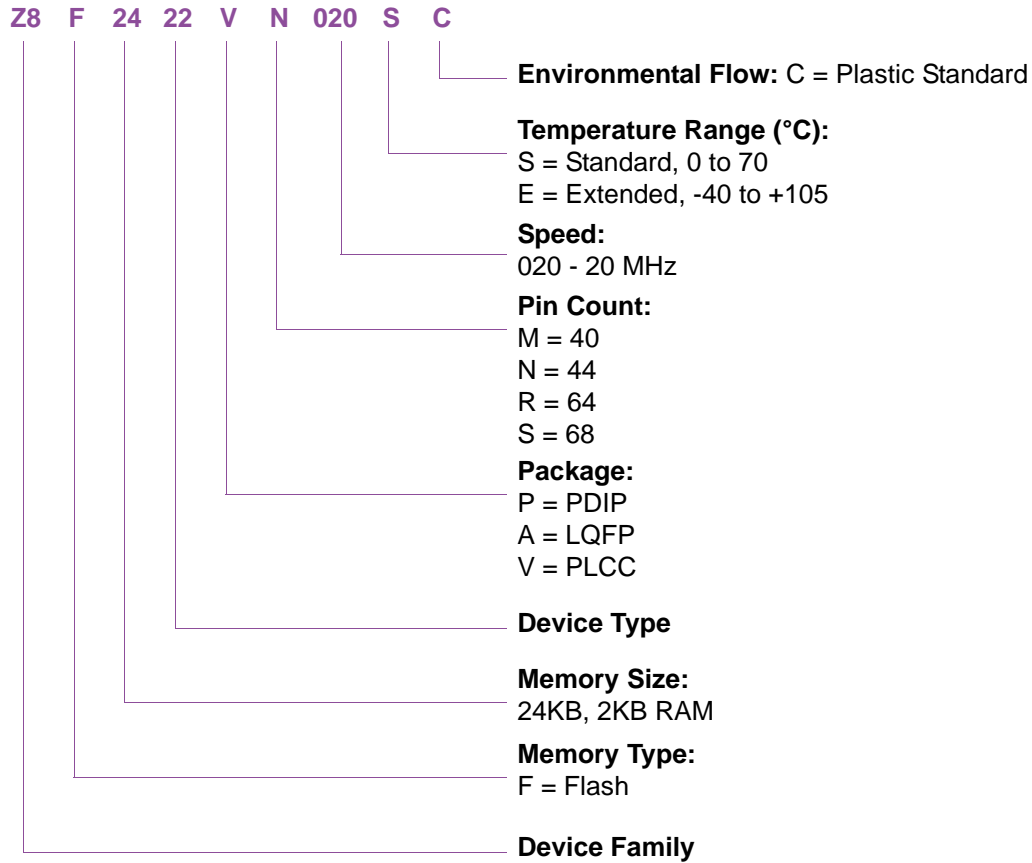 Z8 F 24 22 V N 020 S C
Environmental Flow: C = Plastic Standard
Temperature Range (°C):
S = Standard, 0 to 70
E = Extended, -40 to +105
Speed:
020 - 20 MHz
Pin Count:
M = 40
N = 44
R = 64
S = 68
Package:
P = PDIP
A = LQFP
V = PLCC
Device Type
Memory Size:
24KB, 2KB RAM
Memory Type:
F = Flash
Device Family